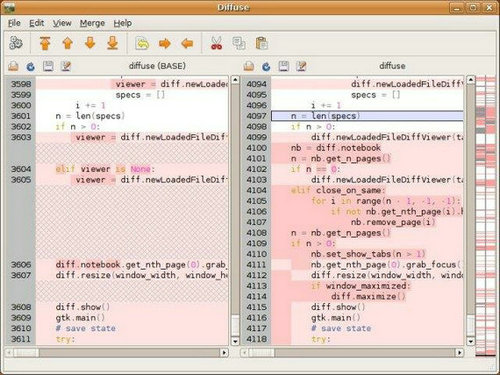 Diffuse
File Edit View Merge Help
diffuse (BASE)
3598 viewer = diff.newLoadedFileDiff
3599 specs = []
3600 i += 1
3601 n = len(specs)
3602 if n > 0:
3603 viewer = diff.newLoadedFileDiff
3604 elif viewer is None:
3605 viewer = diff.newLoadedFileDiff
3606 diff.notebook.get_nth_page(0).grab_
3607 diff.resize(window_width, window_h
3608 diff.show()
3609 gtk.main()
3610 # save state
3611 try:
diffuse
4094 diff.newLoadedFileDiff
4095 specs = []
4096 i += 1
4097 n = len(specs)
4098 if n > 0:
4099 diff.newLoadedFileDiffViewer(ta
4100 nb = diff.notebook
4101 n = nb.get_n_pages()
4102 if n == 0:
4103 diff.newLoadedFileDiffViewer(ta
4104 elif close_on_same:
4105 for i in range(n - 1, -1, -1):
4106 if not nb.get_nth_page(i).
4107 nb.remove_page(i)
4108 n = nb.get_n_pages()
4109 if n > 0:
4110 nb.set_show_tabs(n > 1)
4111 nb.get_nth_page(0).grab_focus(
4112 diff.resize(window_width, window_h
4113 if window_maximized:
4114 diff.maximize()
4115 diff.show()
4116 gtk.main()
4117 # save state
4118 try: